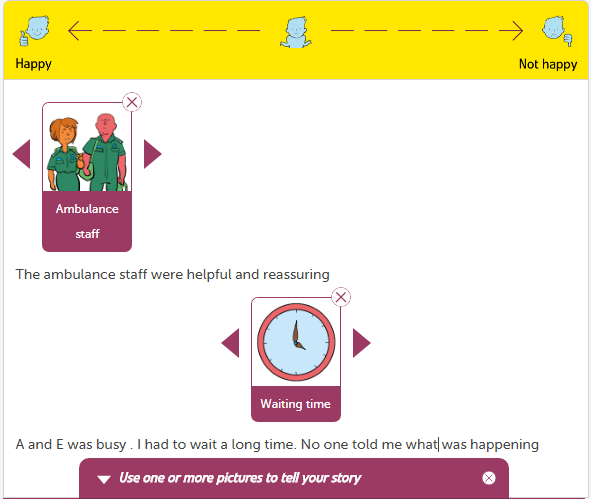 Happy
Not happy
Ambulance
staff
The ambulance staff were helpful and reassuring
Waiting time
A and E was busy . I had to wait a long time. No one told me what was happening
Use one or more pictures to tell your story